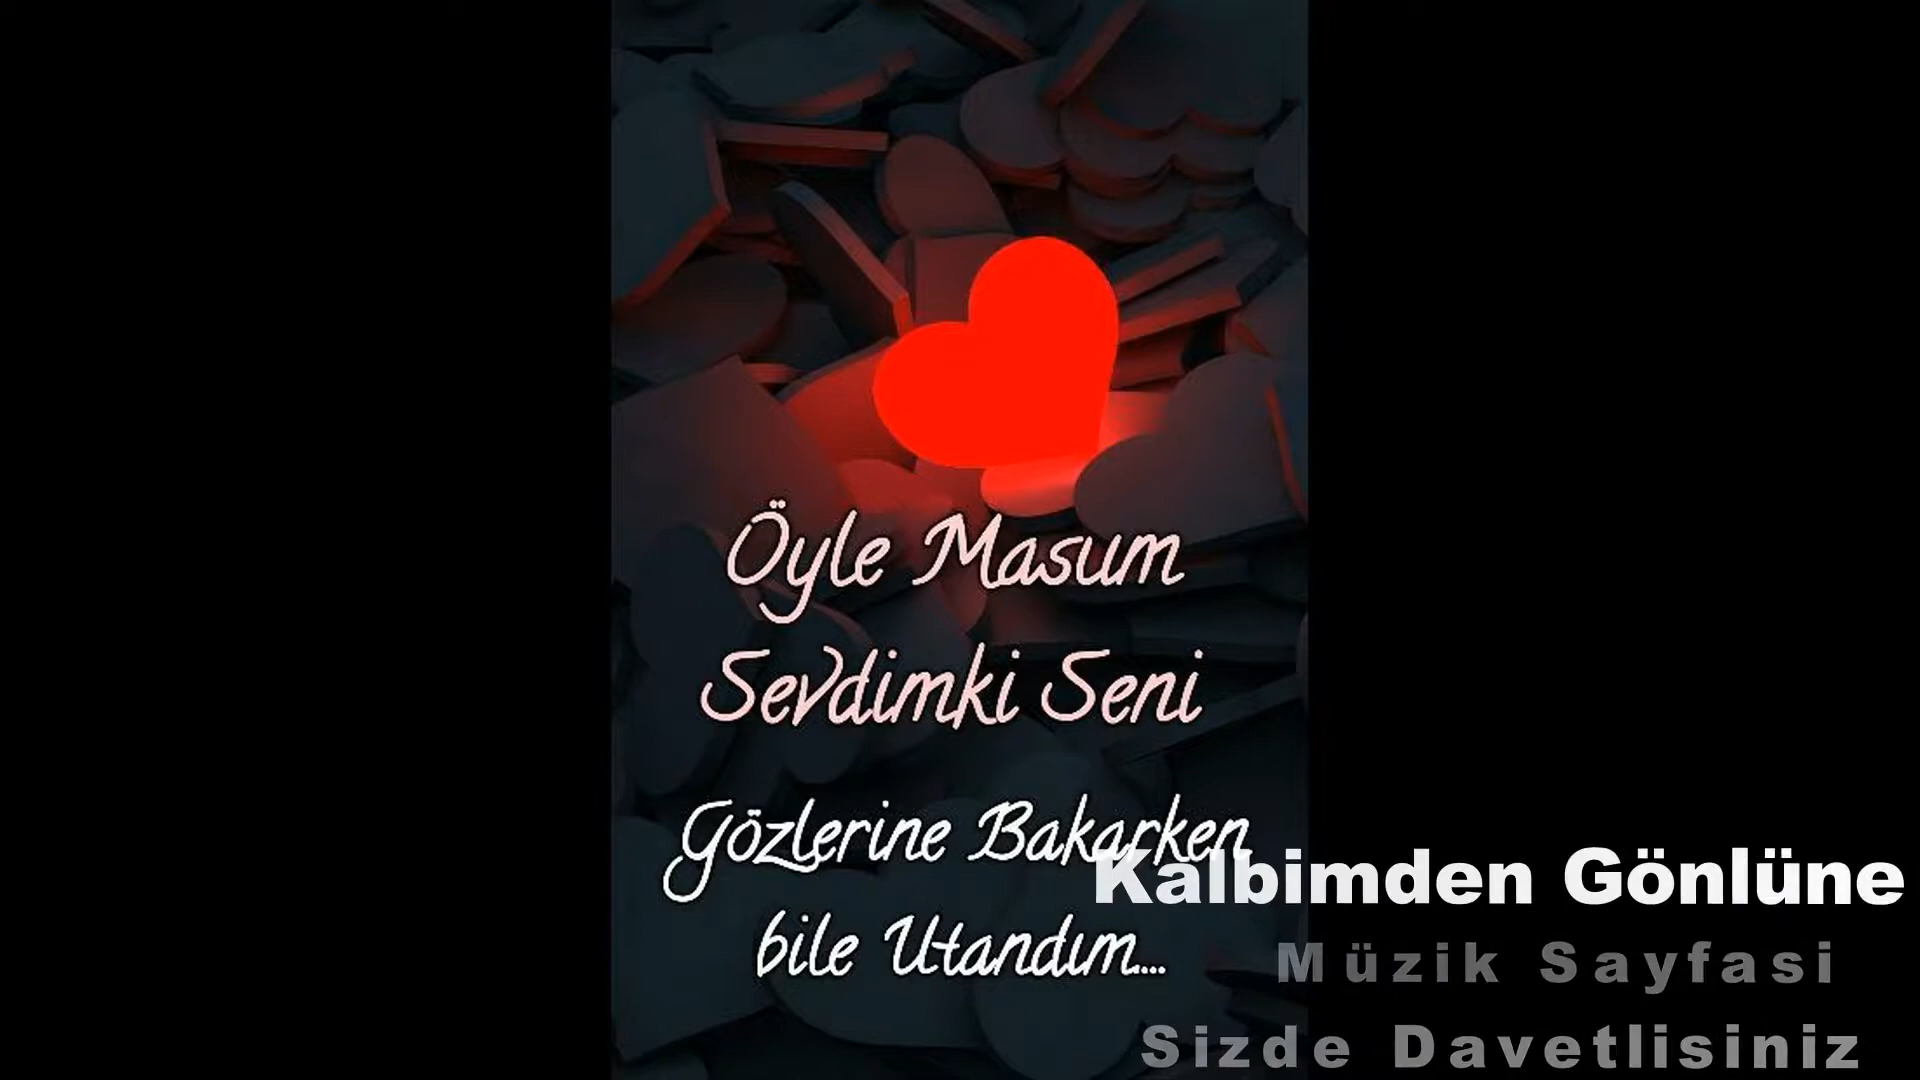 Öyle Masum
Sevdimki Seni
Gözlerine Bakarken
bile Utandım...
Kalbimden Gönlüne
Müzik Sayfasi
Sizde Davetlisiniz